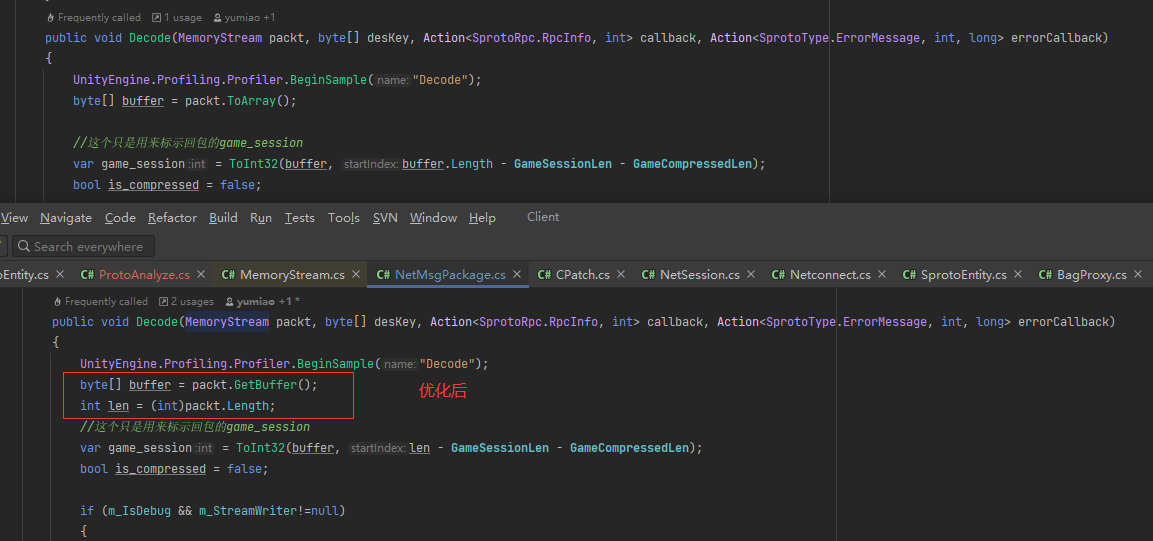 Frequently called 1 usage yumiao +1
public void Decode(MemoryStream packt, byte[] desKey, Action<SprotoRpc.RpcInfo, int> callback, Action<SprotoType.ErrorMessage, int, long> errorCallback)
{
UnityEngine.Profiling.Profiler.BeginSample( name: "Decode");
byte[] buffer = packt.ToArray();
//这个只是用来标示回包的game_session
var game_session :int = ToInt32(buffer, startIndex: buffer.Length - GameSessionLen - GameCompressedLen);
bool is_compressed = false;
View Navigate Code Refactor Build Run Tests Tools SVN Window Help Client
Search everywhere
oEntity.cs × C# ProtoAnalyze.cs × C# MemoryStream.cs × C# NetMsgPackage.cs × C# CPatch.cs × C# NetSession.cs × C# Netconnect.cs × C# SprotoEntity.cs × C# BagProxy.cs ×
Frequently called 2 usages yumiao +1 *
public void Decode(MemoryStream packt, byte[] desKey, Action<SprotoRpc.RpcInfo, int> callback, Action<SprotoType.ErrorMessage, int, long> errorCallback)
{
UnityEngine.Profiling.Profiler.BeginSample( name: "Decode");
byte[] buffer = packt.GetBuffer();
优化后
int len = (int)packt.Length;
//这个只是用来标示回包的game_session
var game_session :int = ToInt32(buffer, startIndex: len - GameSessionLen - GameCompressedLen);
bool is_compressed = false;
if (m_IsDebug && m_StreamWriter!=null)
{